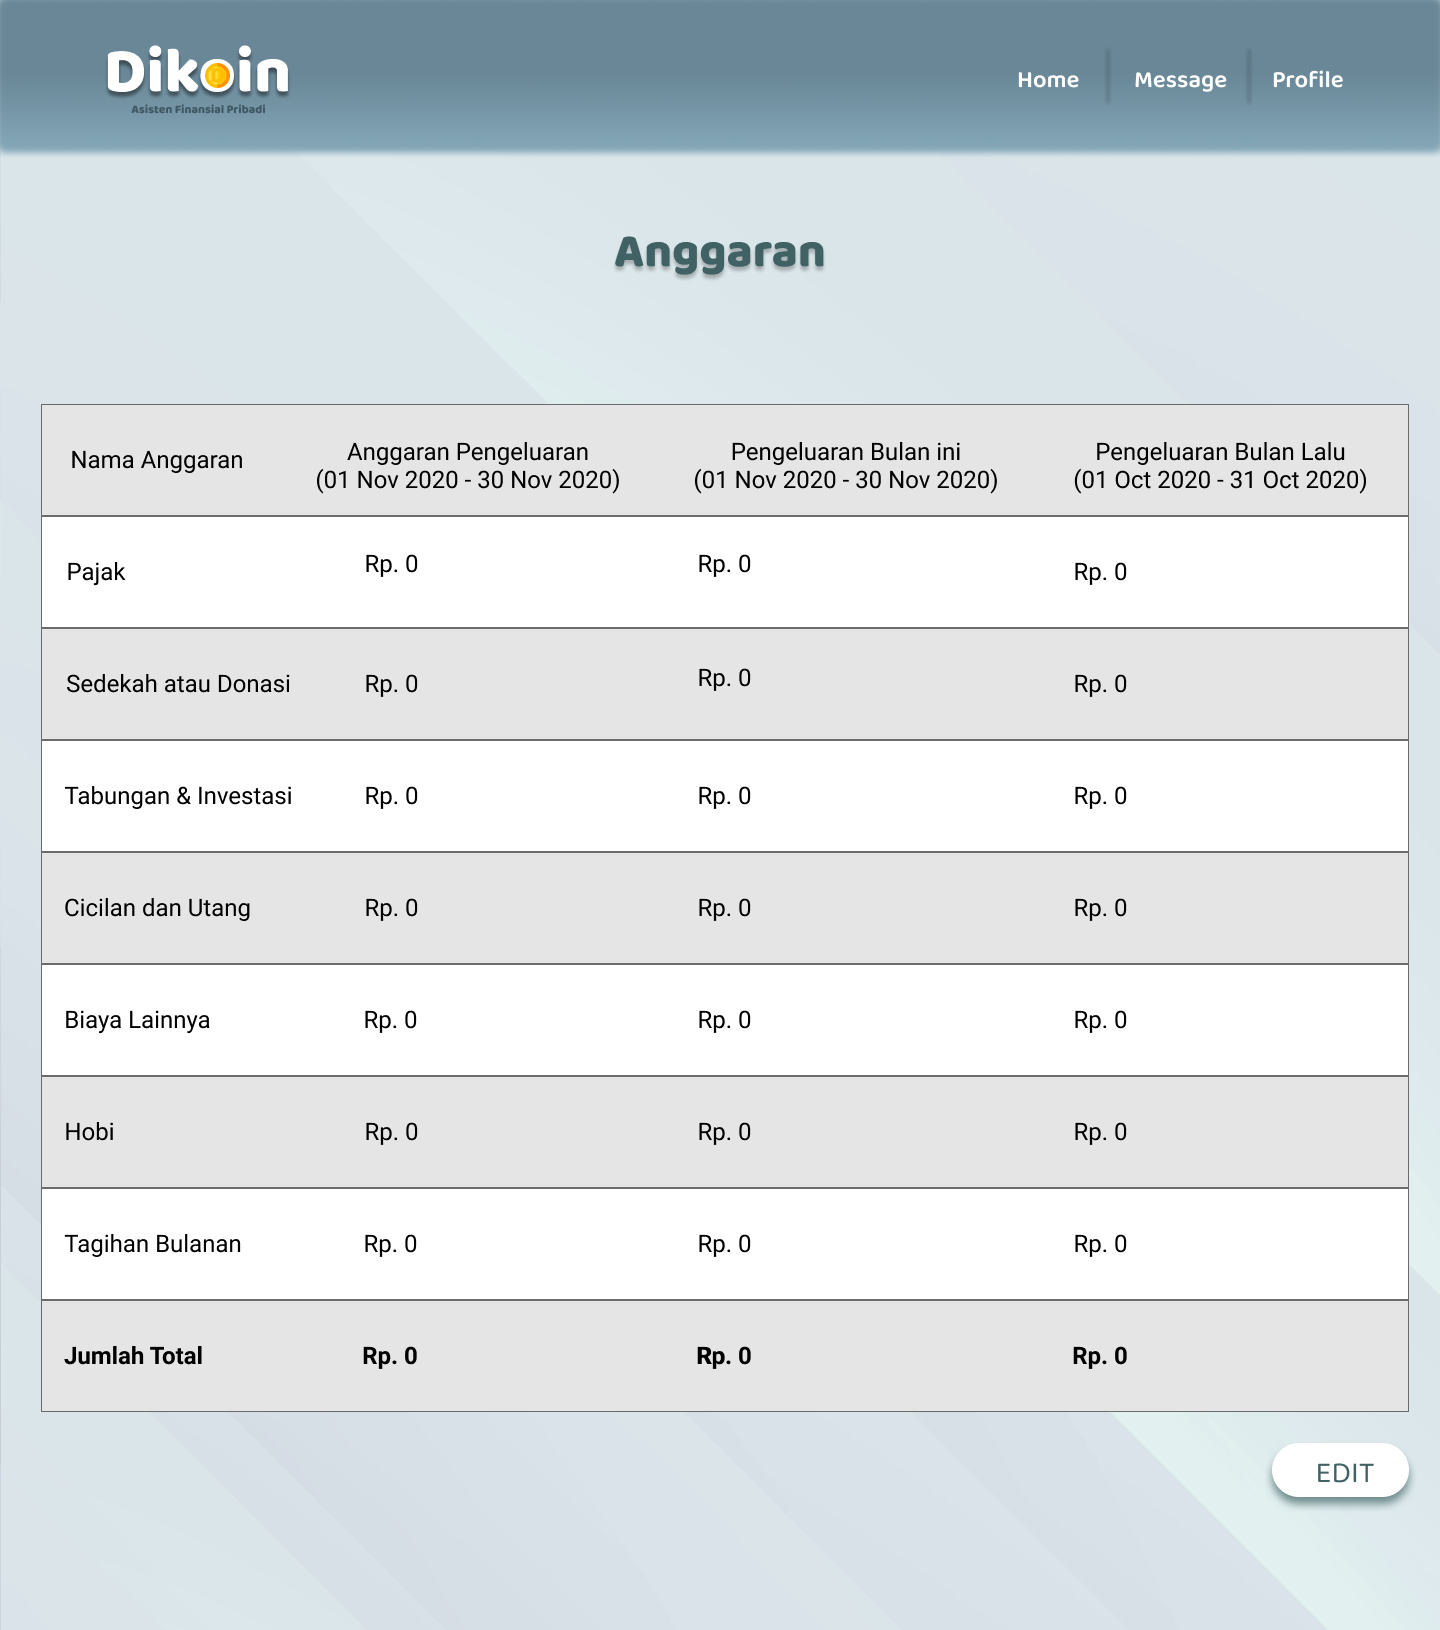 Dikoin
Asisten Finansial Pribadi
Home Message Profile
Anggaran
Nama Anggaran
Anggaran Pengeluaran
(01 Nov 2020 - 30 Nov 2020)
Pengeluaran Bulan ini
(01 Nov 2020 - 30 Nov 2020)
Pengeluaran Bulan Lalu
(01 Oct 2020 - 31 Oct 2020)
Pajak Rp. 0 Rp. 0 Rp. 0
Sedekah atau Donasi Rp. 0 Rp. 0 Rp. 0
Tabungan & Investasi Rp. 0 Rp. 0 Rp. 0
Cicilan dan Utang Rp. 0 Rp. 0 Rp. 0
Biaya Lainnya Rp. 0 Rp. 0 Rp. 0
Hobi Rp. 0 Rp. 0 Rp. 0
Tagihan Bulanan Rp. 0 Rp. 0 Rp. 0
Jumlah Total Rp. 0 Rp. 0 Rp. 0
EDIT